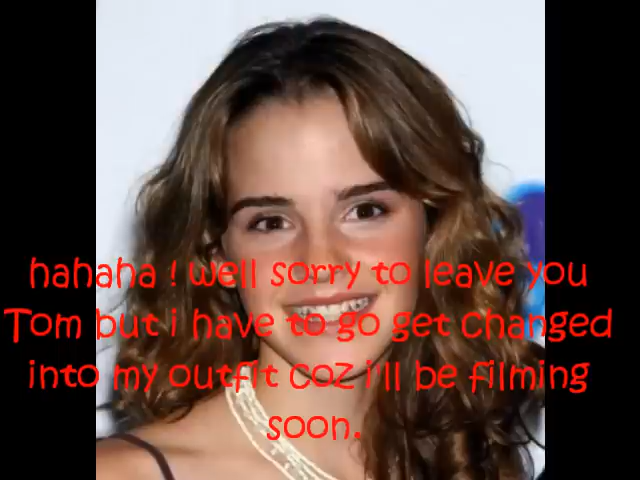 hahaha ! well sorry to leave you
Tom but i have to go get changed
into my outfit coz i'll be filming
soon.